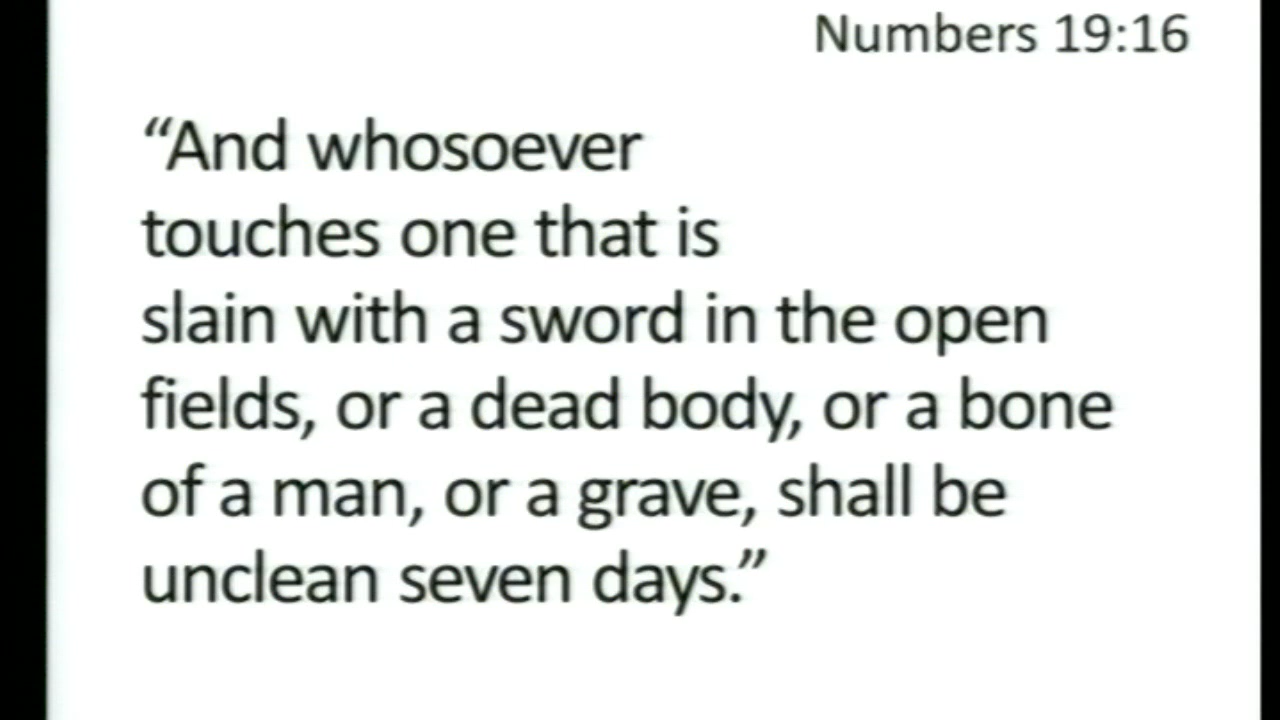 Numbers 19:16
“And whosoever
touches one that is
slain with a sword in the open
fields, or a dead body, or a bone
of a man, or a grave, shall be
unclean seven days.”